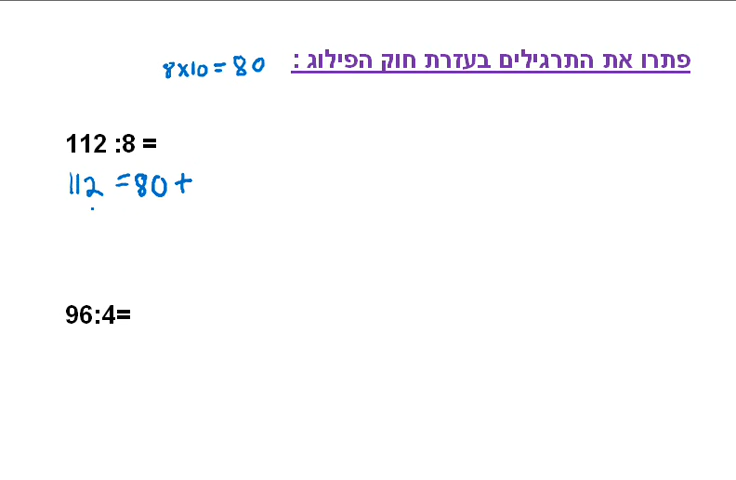 פתרו את התרגילים בעזרת חוק הפילוג :
8x10=80
112 :8 =
112 =80+
96:4=